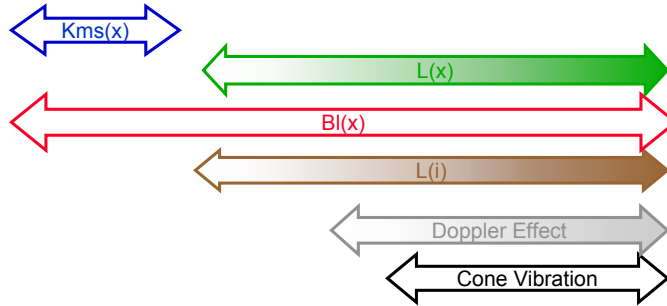 Kms(x)
L(x)
Bl(x)
L(i)
Doppler Effect
Cone Vibration